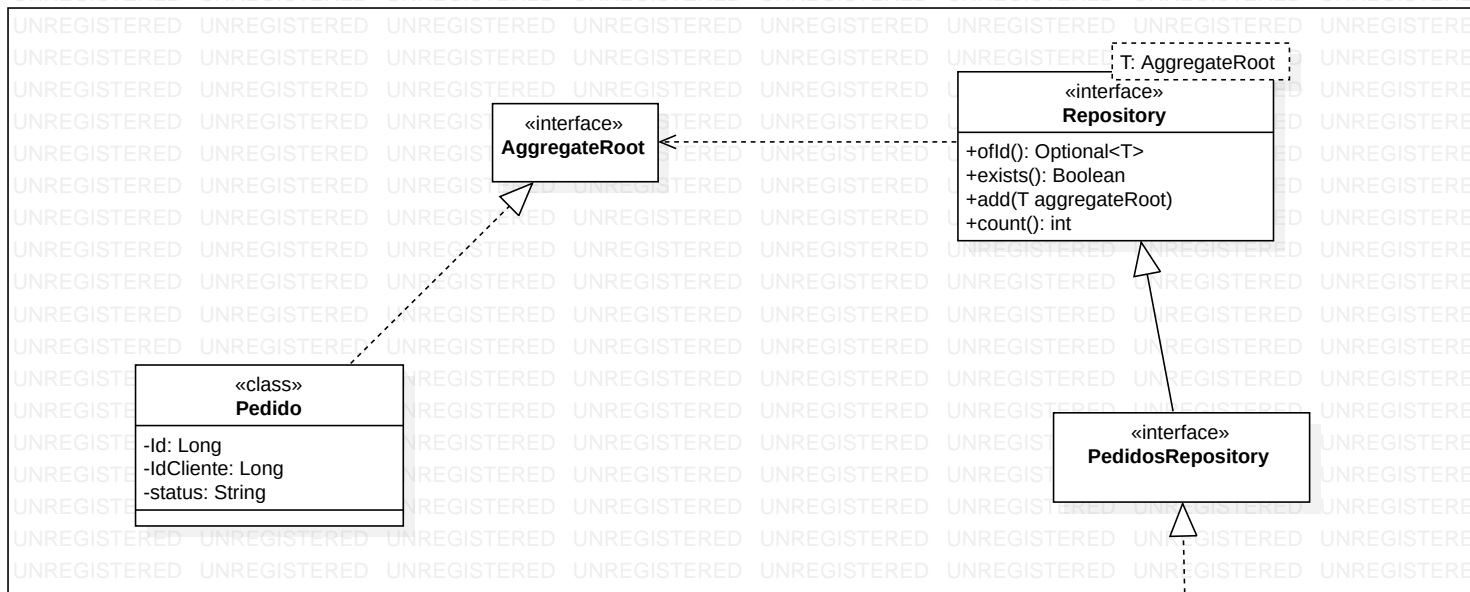 T: AggregateRoot
«interface»
Repository
+ofId(): Optional<T>
+exists(): Boolean
+add(T aggregateRoot)
+count(): int
«interface»
AggregateRoot
«class»
Pedido
-Id: Long
-IdCliente: Long
-status: String
«interface»
PedidosRepository
UNREGISTERED